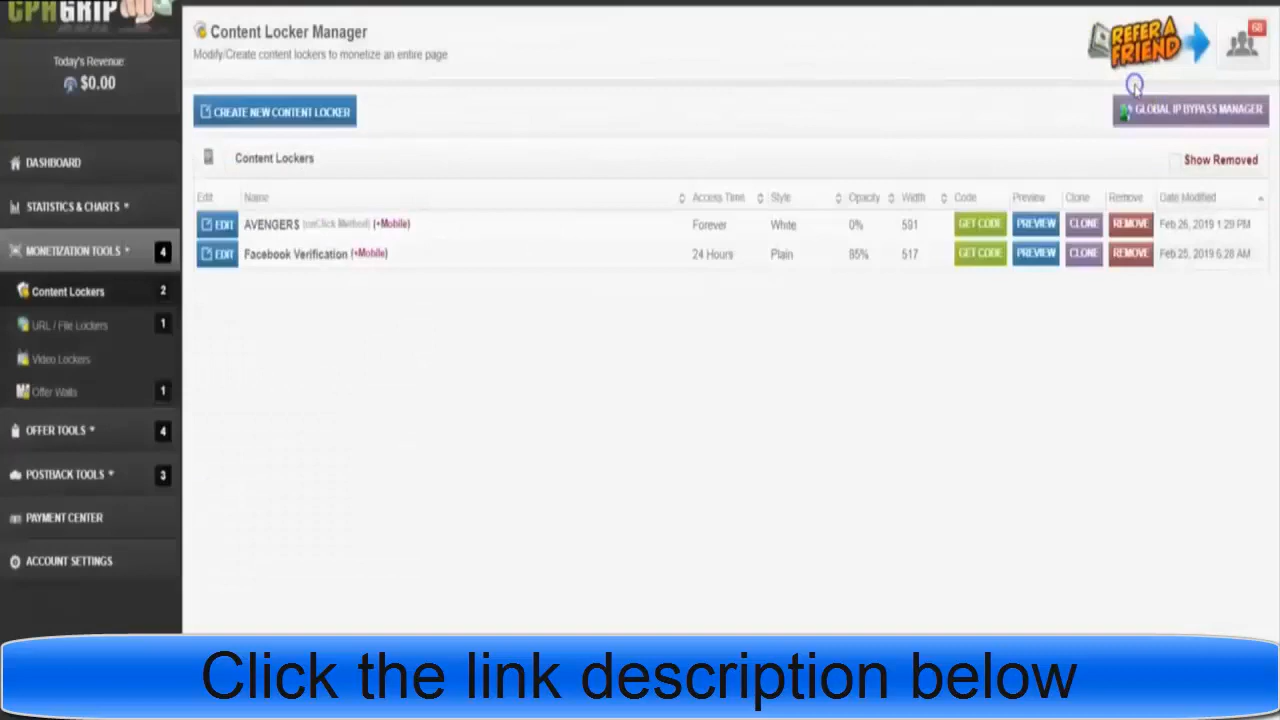 CPAGRIP
Today's Revenue:
$0.00
DASHBOARD
STATISTICS & CHARTS
MONETIZATION TOOLS 4
Content Lockers 2
URL / File Lockers 1
Video Lockers
Offer Walls 1
OFFER TOOLS 4
POSTBACK TOOLS 3
PAYMENT CENTER
ACCOUNT SETTINGS
Content Locker Manager
Modify/Create content lockers to monetize an entire page
REFER A
FRIEND
68
CREATE NEW CONTENT LOCKER
GLOBAL IP BYPASS MANAGER
Content Lockers
Show Removed
Edit Name Access Time Style Opacity Width Code Preview Clone Remove Date Modified
EDIT AVENGERS (onClick Method) (+Mobile) Forever White 0% 591 GET CODE PREVIEW CLONE REMOVE Feb 26, 2019 1:29 PM
EDIT Facebook Verification (+Mobile) 24 Hours Plain 85% 517 GET CODE PREVIEW CLONE REMOVE Feb 25, 2019 6:28 AM
Click the link description below